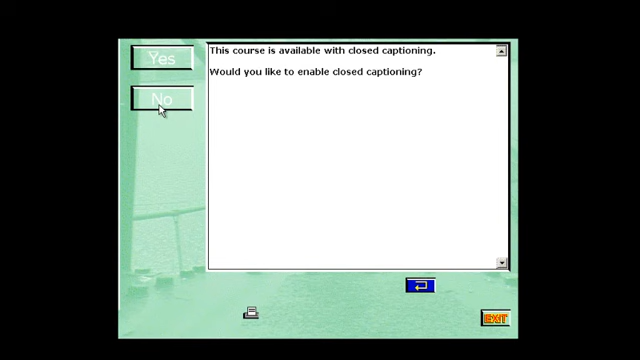 Yes
No
This course is available with closed captioning.
Would you like to enable closed captioning?
EXIT